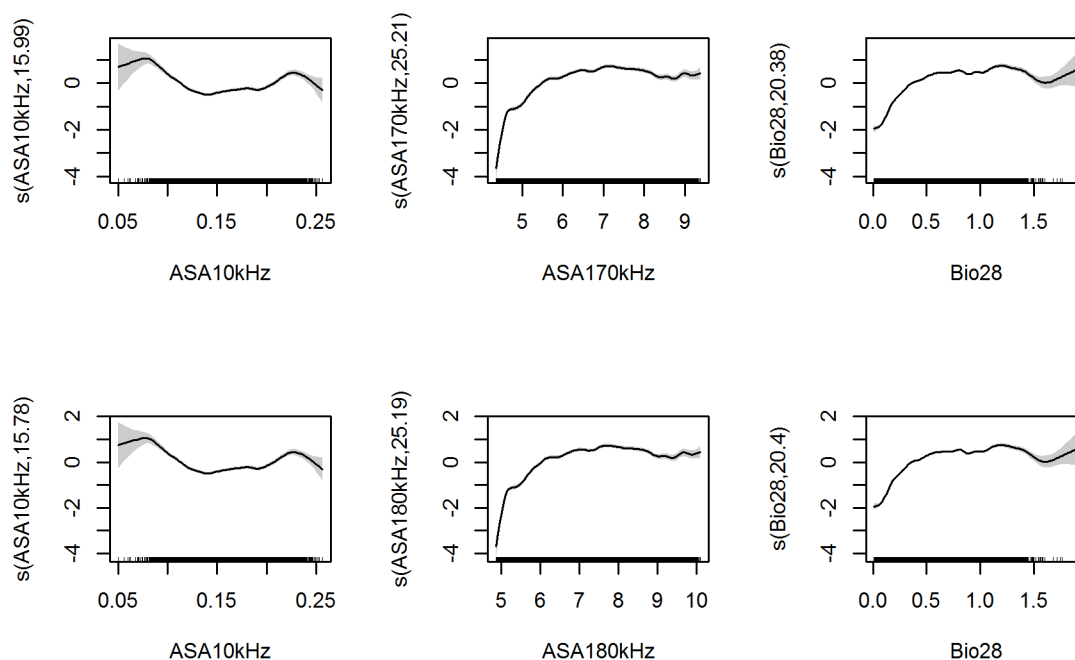 s(ASA10kHz,15.99)
0
-2
-4
0.05 0.15 0.25
ASA10kHz
s(ASA170kHz,25.21)
0
-2
-4
5 6 7 8 9
ASA170kHz
s(Bio28,20.38)
0
-2
-4
0.0 0.5 1.0 1.5
Bio28
s(ASA10kHz,15.78)
2
0
-2
-4
0.05 0.15 0.25
ASA10kHz
s(ASA180kHz,25.19)
2
0
-2
-4
5 6 7 8 9 10
ASA180kHz
s(Bio28,20.4)
2
0
-2
-4
0.0 0.5 1.0 1.5
Bio28